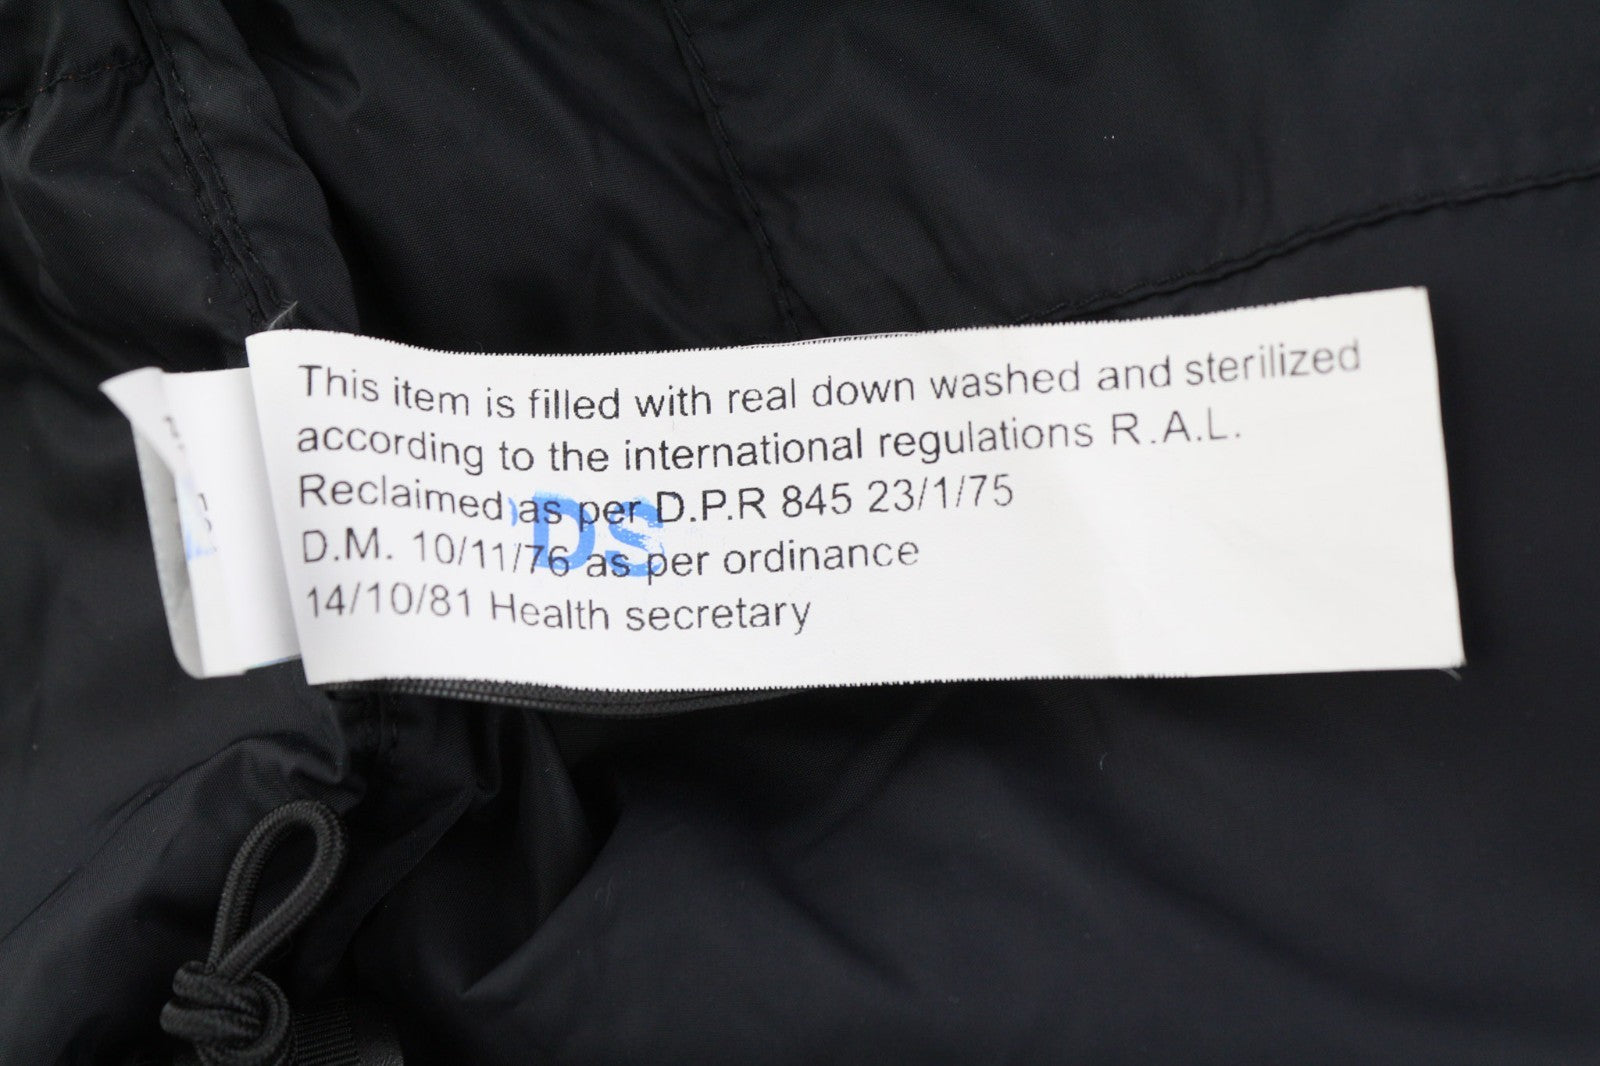 This item is filled with real down washed and sterilized
according to the international regulations R.A.L.
Reclaimed as per D.P.R 845 23/1/75
D.M. 10/11/76 as per ordinance
14/10/81 Health secretary
DS